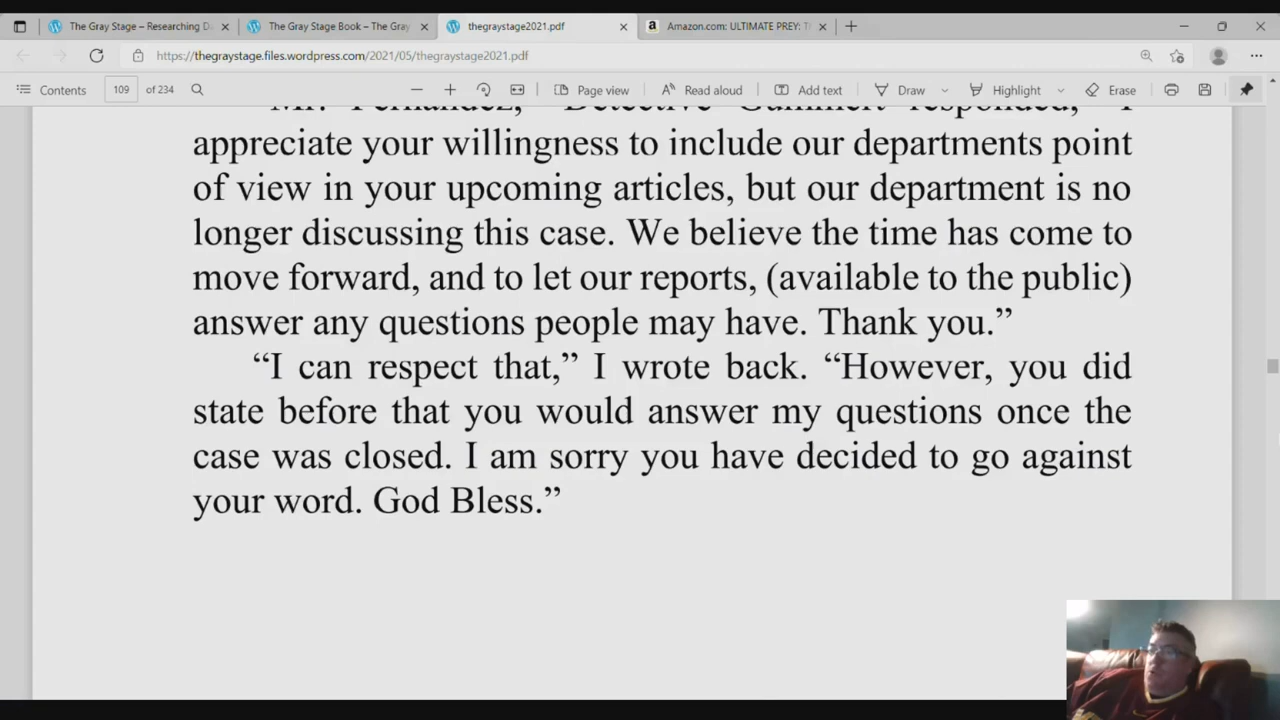 The Gray Stage – Researching D
The Gray Stage Book – The Gray
thegraystage2021.pdf
Amazon.com: ULTIMATE PREY: T
https://thegraystage.files.wordpress.com/2021/05/thegraystage2021.pdf
Contents
109
of 234
Page view
Read aloud
Add text
Draw
Highlight
Erase
Mr. Fernandez," Detective Gummert responded, "I
appreciate your willingness to include our departments point
of view in your upcoming articles, but our department is no
longer discussing this case. We believe the time has come to
move forward, and to let our reports, (available to the public)
answer any questions people may have. Thank you.”
“I can respect that,” I wrote back. “However, you did
state before that you would answer my questions once the
case was closed. I am sorry you have decided to go against
your word. God Bless.”